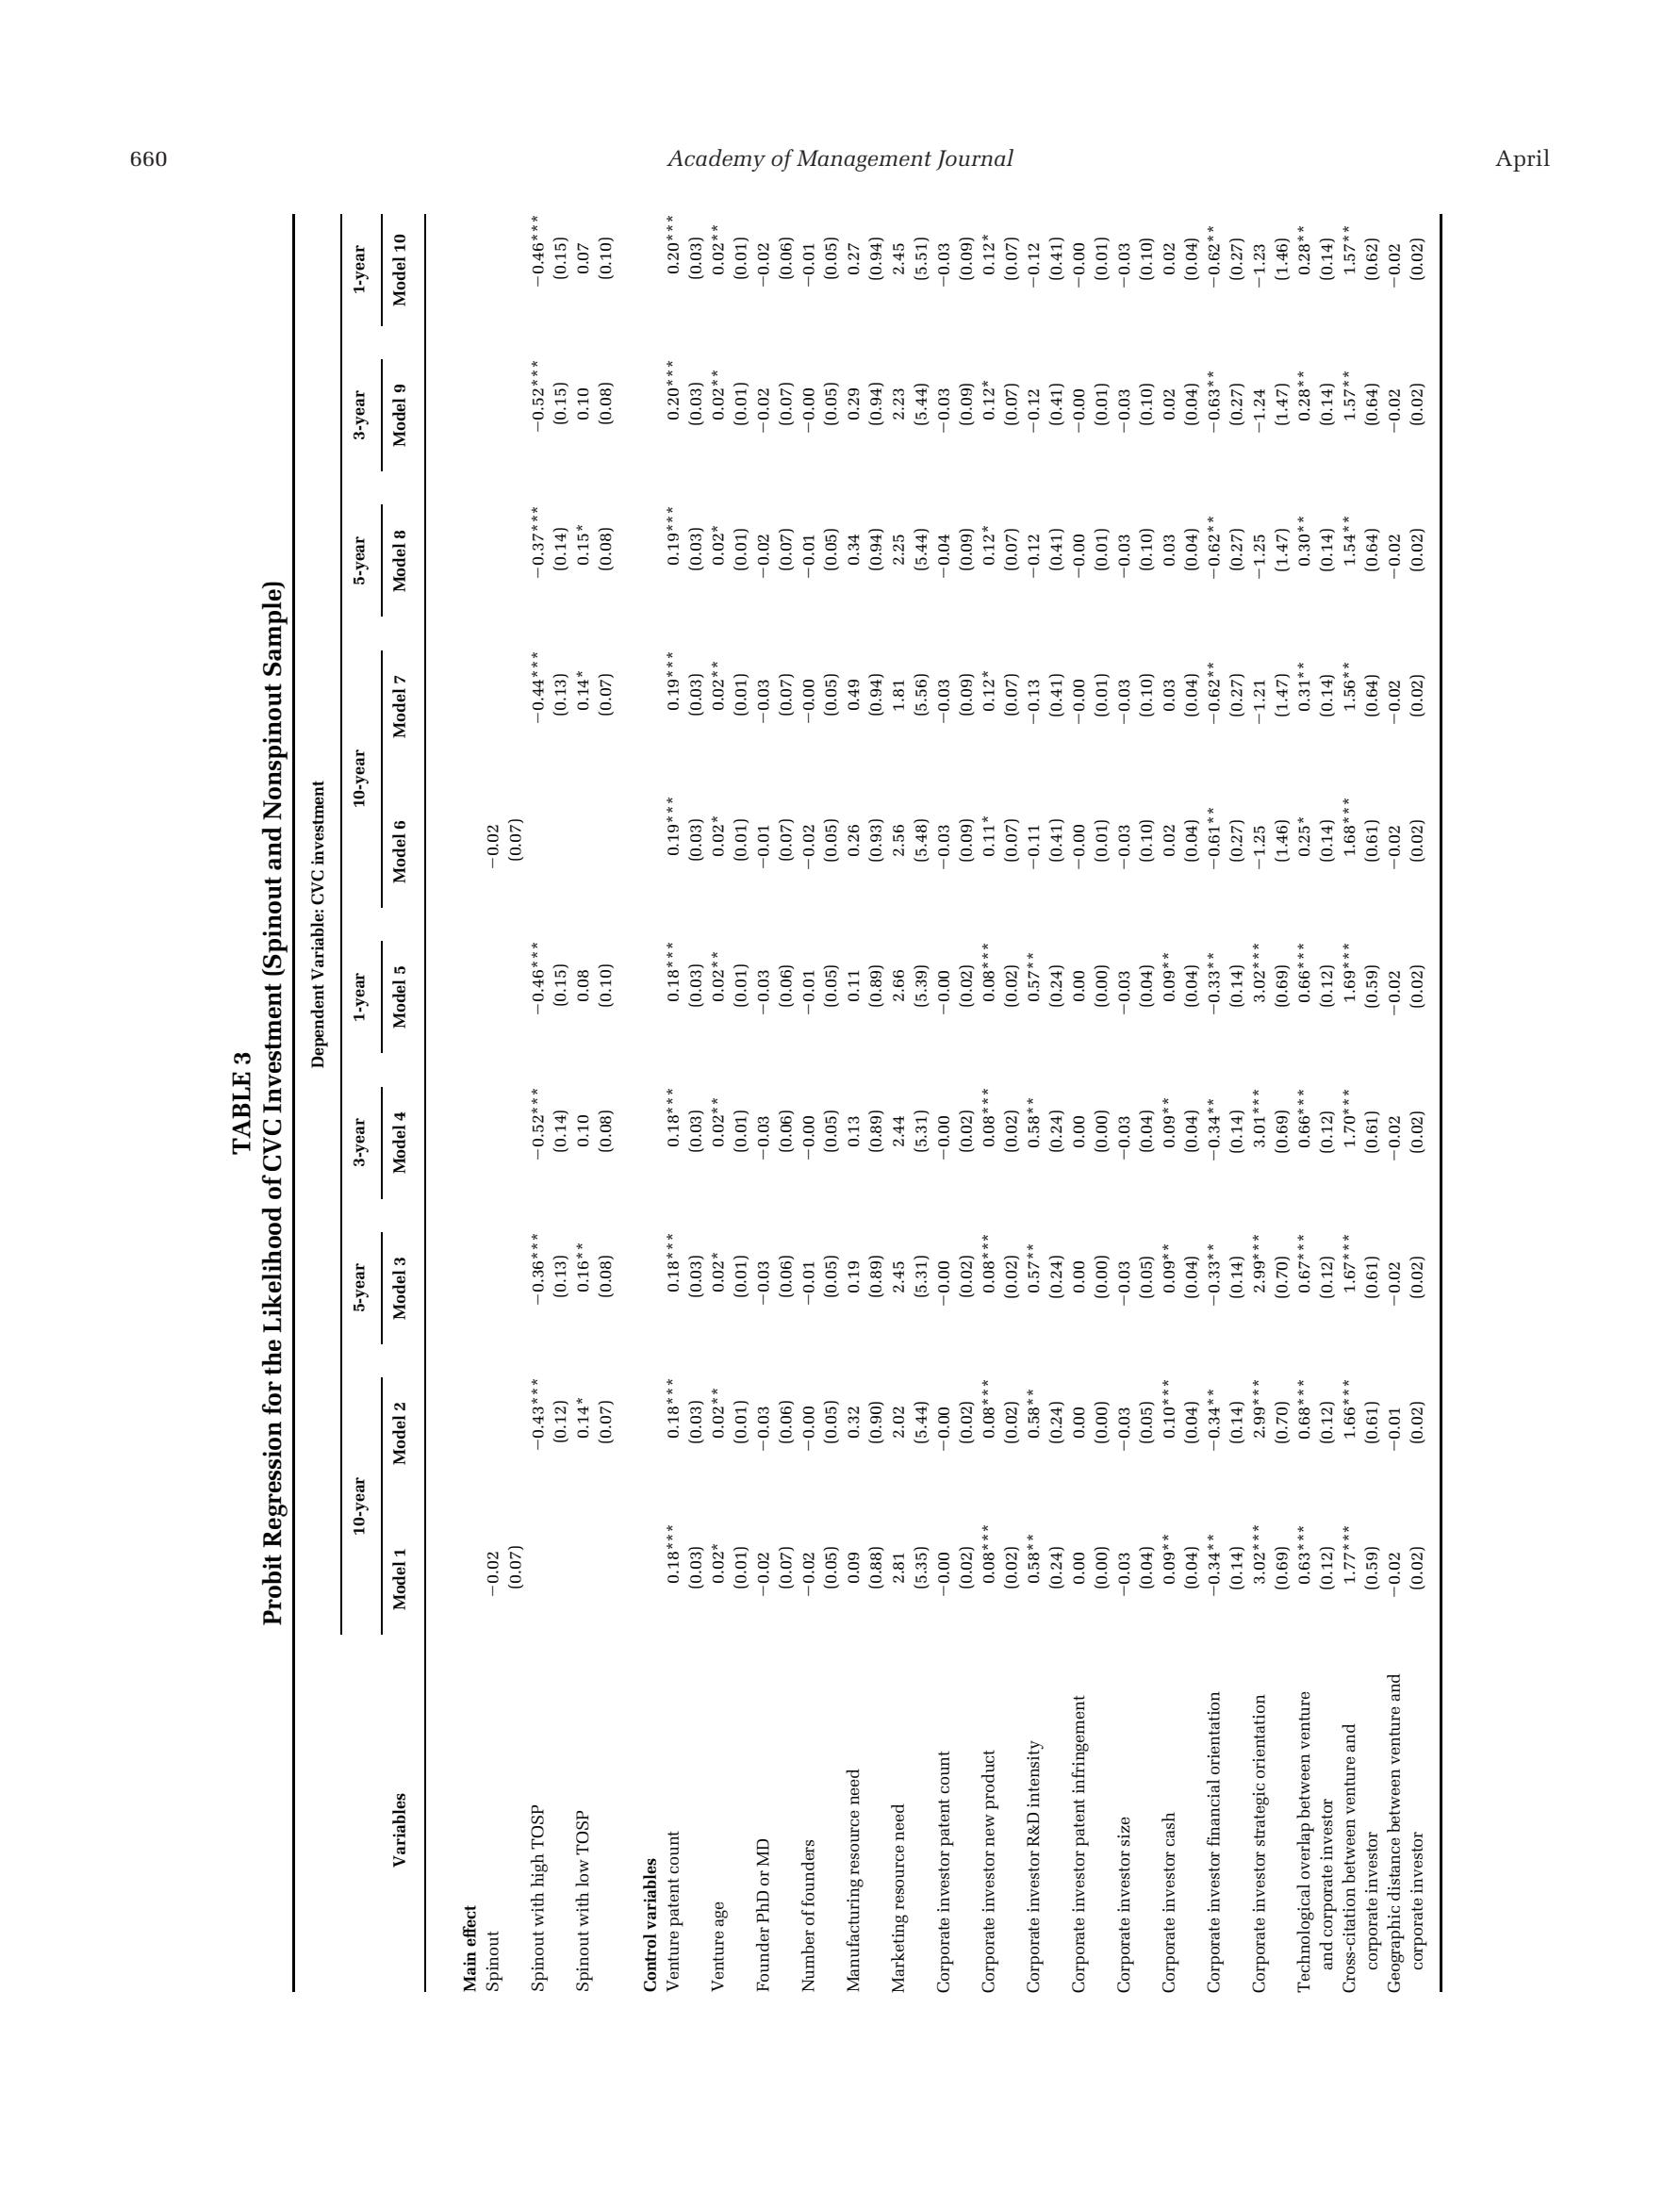 660
TABLE 3
Probit Regression for the Likelihood of CVC Investment (Spinout and Nonspinout Sample)
Dependent Variable: CVC investment
10-year 5-year 3-year 1-year 10-year 5-year 3-year 1-year
Variables Model 1 Model 2 Model 3 Model 4 Model 5 Model 6 Model 7 Model 8 Model 9 Model 10
Main effect
Spinout −0.02 −0.02
(0.07) (0.07)
Spinout with high TOSP −0.43*** −0.36*** −0.52*** −0.46*** −0.44*** −0.37*** −0.52*** −0.46***
(0.12) (0.13) (0.14) (0.15) (0.13) (0.14) (0.15) (0.15)
Spinout with low TOSP 0.14* 0.16** 0.10 0.08 0.14* 0.15* 0.10 0.07
(0.07) (0.08) (0.08) (0.10) (0.07) (0.08) (0.08) (0.10)
Control variables
Venture patent count 0.18*** 0.18*** 0.18*** 0.18*** 0.18*** 0.19*** 0.19*** 0.19*** 0.20*** 0.20***
(0.03) (0.03) (0.03) (0.03) (0.03) (0.03) (0.03) (0.03) (0.03) (0.03)
Venture age 0.02* 0.02** 0.02* 0.02** 0.02** 0.02* 0.02** 0.02* 0.02** 0.02**
(0.01) (0.01) (0.01) (0.01) (0.01) (0.01) (0.01) (0.01) (0.01) (0.01)
Founder PhD or MD −0.02 −0.03 −0.03 −0.03 −0.03 −0.01 −0.03 −0.02 −0.02 −0.02
(0.07) (0.06) (0.06) (0.06) (0.06) (0.07) (0.07) (0.07) (0.07) (0.06)
Number of founders −0.02 −0.00 −0.01 −0.00 −0.01 −0.02 −0.00 −0.01 −0.00 −0.01
(0.05) (0.05) (0.05) (0.05) (0.05) (0.05) (0.05) (0.05) (0.05) (0.05)
Manufacturing resource need 0.09 0.32 0.19 0.13 0.11 0.26 0.49 0.34 0.29 0.27
(0.88) (0.90) (0.89) (0.89) (0.89) (0.93) (0.94) (0.94) (0.94) (0.94)
Marketing resource need 2.81 2.02 2.45 2.44 2.66 2.56 1.81 2.25 2.23 2.45
(5.35) (5.44) (5.31) (5.31) (5.39) (5.48) (5.56) (5.44) (5.44) (5.51)
Corporate investor patent count −0.00 −0.00 −0.00 −0.00 −0.00 −0.03 −0.03 −0.04 −0.03 −0.03
(0.02) (0.02) (0.02) (0.02) (0.02) (0.09) (0.09) (0.09) (0.09) (0.09)
Corporate investor new product 0.08*** 0.08*** 0.08*** 0.08*** 0.08*** 0.11* 0.12* 0.12* 0.12* 0.12*
(0.02) (0.02) (0.02) (0.02) (0.02) (0.07) (0.07) (0.07) (0.07) (0.07)
Corporate investor R&D intensity 0.58** 0.58** 0.57** 0.58** 0.57** −0.11 −0.13 −0.12 −0.12 −0.12
(0.24) (0.24) (0.24) (0.24) (0.24) (0.41) (0.41) (0.41) (0.41) (0.41)
Corporate investor patent infringement 0.00 0.00 0.00 0.00 0.00 −0.00 −0.00 −0.00 −0.00 −0.00
(0.00) (0.00) (0.00) (0.00) (0.00) (0.01) (0.01) (0.01) (0.01) (0.01)
Corporate investor size −0.03 −0.03 −0.03 −0.03 −0.03 −0.03 −0.03 −0.03 −0.03 −0.03
(0.04) (0.05) (0.05) (0.04) (0.04) (0.10) (0.10) (0.10) (0.10) (0.10)
Corporate investor cash 0.09** 0.10*** 0.09** 0.09** 0.09** 0.02 0.03 0.03 0.02 0.02
(0.04) (0.04) (0.04) (0.04) (0.04) (0.04) (0.04) (0.04) (0.04) (0.04)
Corporate investor financial orientation −0.34** −0.34** −0.33** −0.34** −0.33** −0.61** −0.62** −0.62** −0.63** −0.62**
(0.14) (0.14) (0.14) (0.14) (0.14) (0.27) (0.27) (0.27) (0.27) (0.27)
Corporate investor strategic orientation 3.02*** 2.99*** 2.99*** 3.01*** 3.02*** −1.25 −1.21 −1.25 −1.24 −1.23
(0.69) (0.70) (0.70) (0.69) (0.69) (1.46) (1.47) (1.47) (1.47) (1.46)
Technological overlap between venture 0.63*** 0.68*** 0.67*** 0.66*** 0.66*** 0.25* 0.31** 0.30** 0.28** 0.28**
and corporate investor (0.12) (0.12) (0.12) (0.12) (0.12) (0.14) (0.14) (0.14) (0.14) (0.14)
Cross-citation between venture and 1.77*** 1.66*** 1.67*** 1.70*** 1.69*** 1.68*** 1.56** 1.54** 1.57** 1.57**
corporate investor (0.59) (0.61) (0.61) (0.61) (0.59) (0.61) (0.64) (0.64) (0.64) (0.62)
Geographic distance between venture and −0.02 −0.01 −0.02 −0.02 −0.02 −0.02 −0.02 −0.02 −0.02 −0.02
corporate investor (0.02) (0.02) (0.02) (0.02) (0.02) (0.02) (0.02) (0.02) (0.02) (0.02)
Academy of Management Journal
April